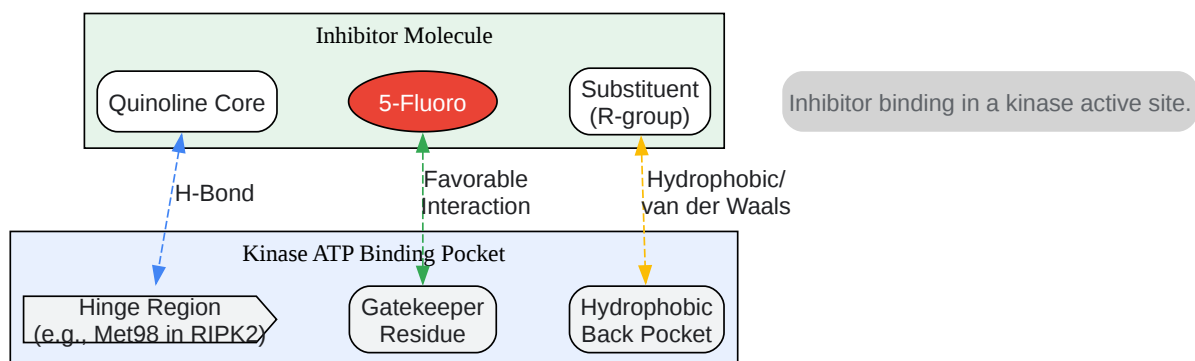 Inhibitor Molecule
Quinoline Core
5-Fluoro
Substituent
(R-group)
Inhibitor binding in a kinase active site.
H-Bond
Favorable
Interaction
Hydrophobic/
van der Waals
Kinase ATP Binding Pocket
Hinge Region
(e.g., Met98 in RIPK2)
Gatekeeper
Residue
Hydrophobic
Back Pocket